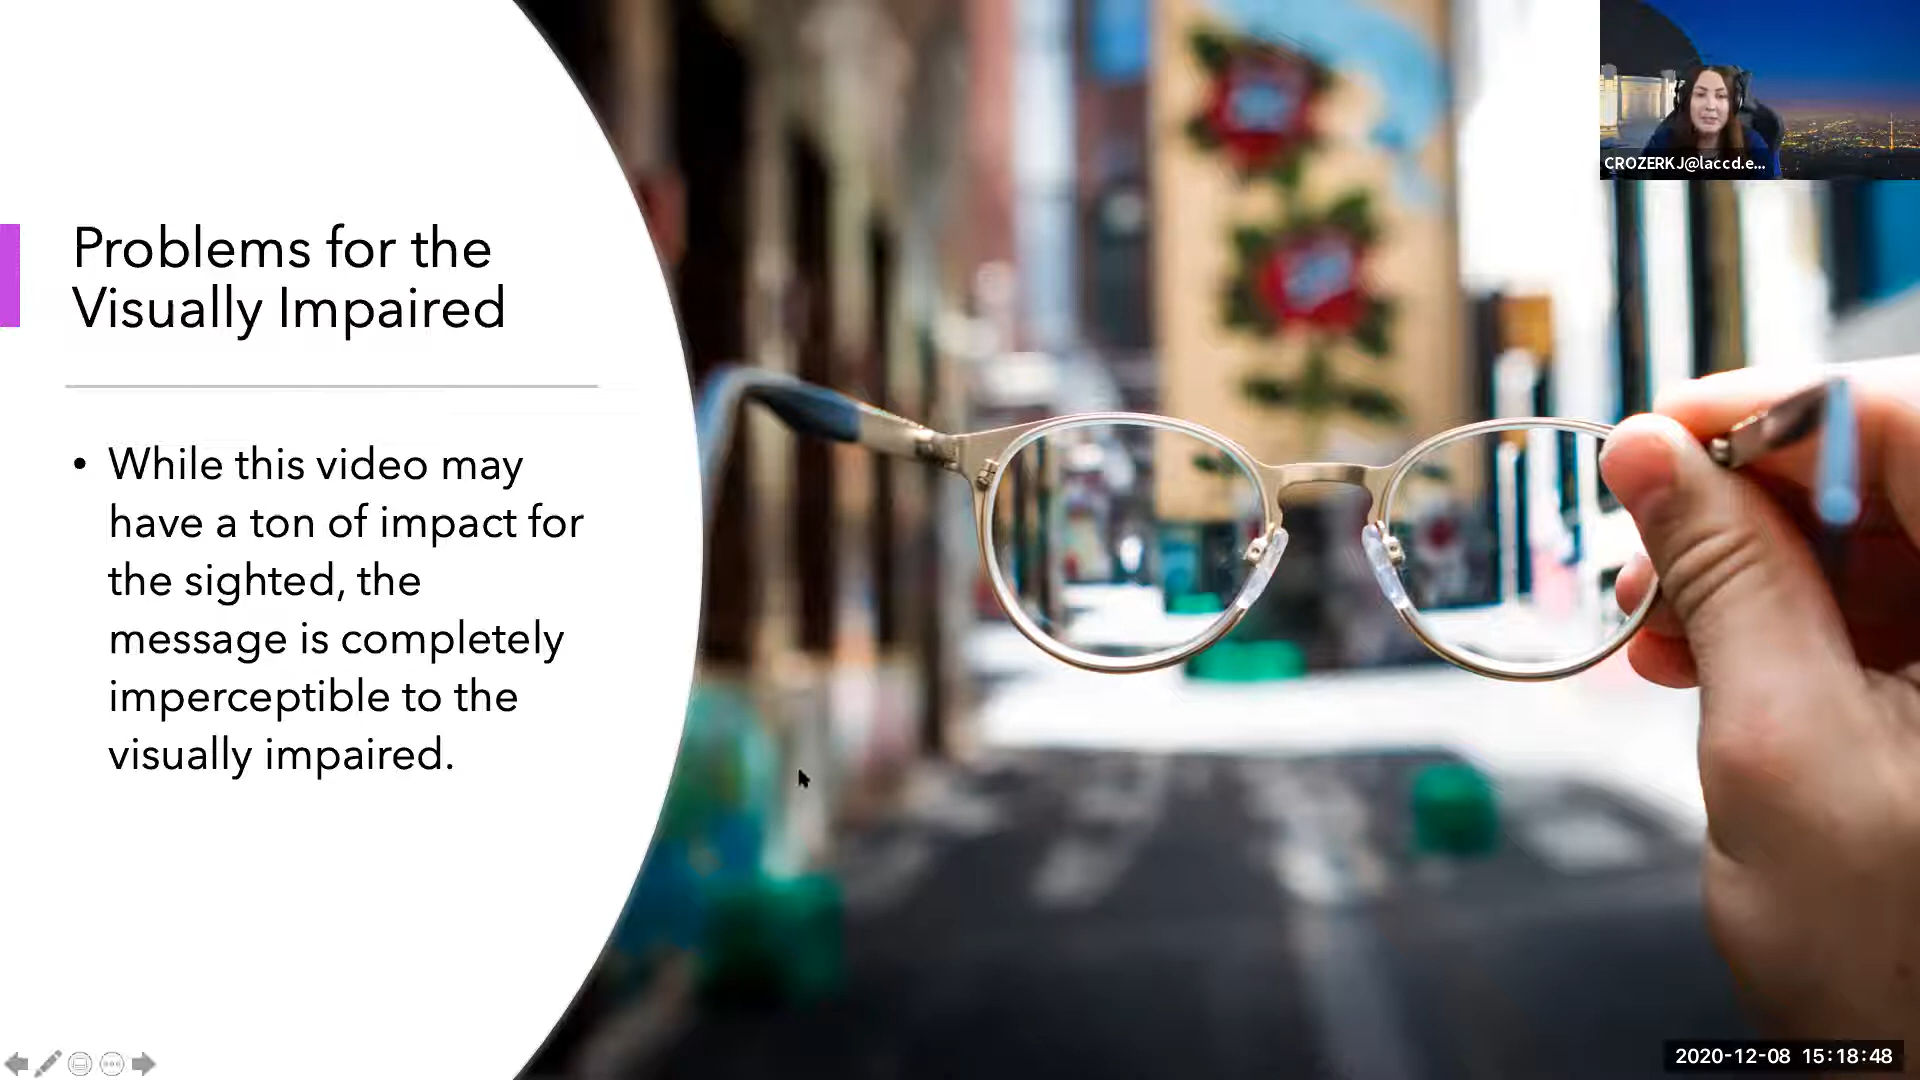 Problems for the
Visually Impaired
• While this video may
have a ton of impact for
the sighted, the
message is completely
imperceptible to the
visually impaired.
CROZERKJ@laccd.e...
2020-12-08 15:18:48